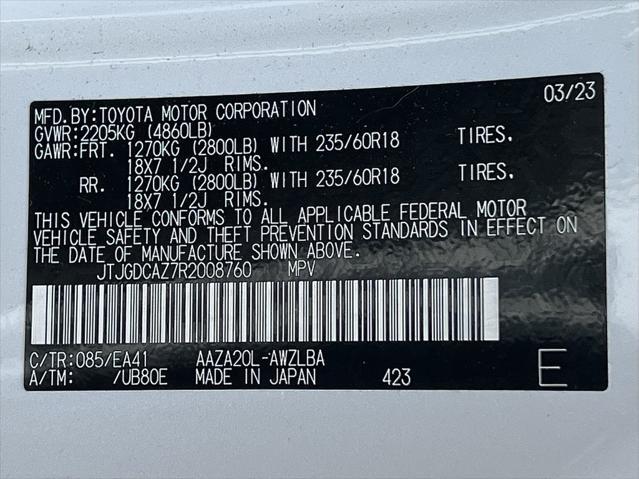 03/23
MFD.BY:TOYOTA MOTOR CORPORATION
GVWR:2205KG (4860LB)
GAWR:FRT. 1270KG (2800LB) WITH 235/60R18 TIRES,
18X7 1/2J RIMS.
RR. 1270KG (2800LB) WITH 235/60R18 TIRES,
18X7 1/2J RIMS.
THIS VEHICLE CONFORMS TO ALL APPLICABLE FEDERAL MOTOR
VEHICLE SAFETY AND THEFT PREVENTION STANDARDS IN EFFECT ON
THE DATE OF MANUFACTURE SHOWN ABOVE.
JTJGDCAZ7R2008760 MPV
C/TR:085/EA41 AAZA20L-AWZLBA
A/TM: /UB80E MADE IN JAPAN 423 E